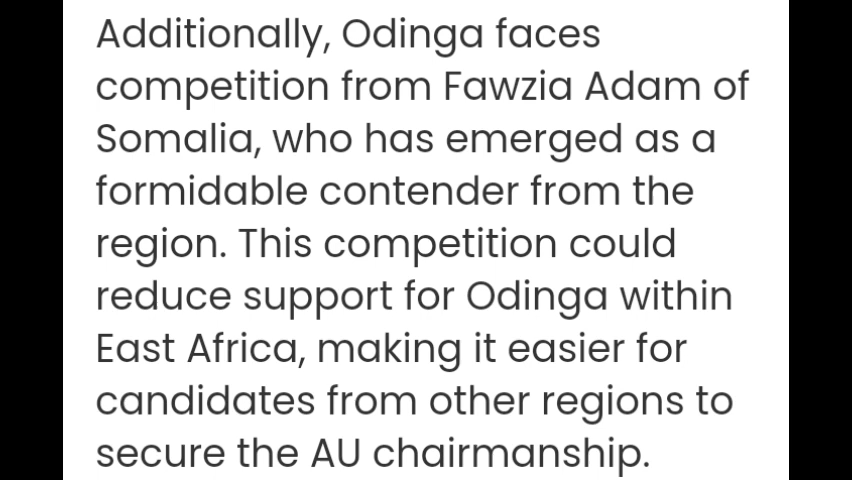 Additionally, Odinga faces
competition from Fawzia Adam of
Somalia, who has emerged as a
formidable contender from the
region. This competition could
reduce support for Odinga within
East Africa, making it easier for
candidates from other regions to
secure the AU chairmanship.